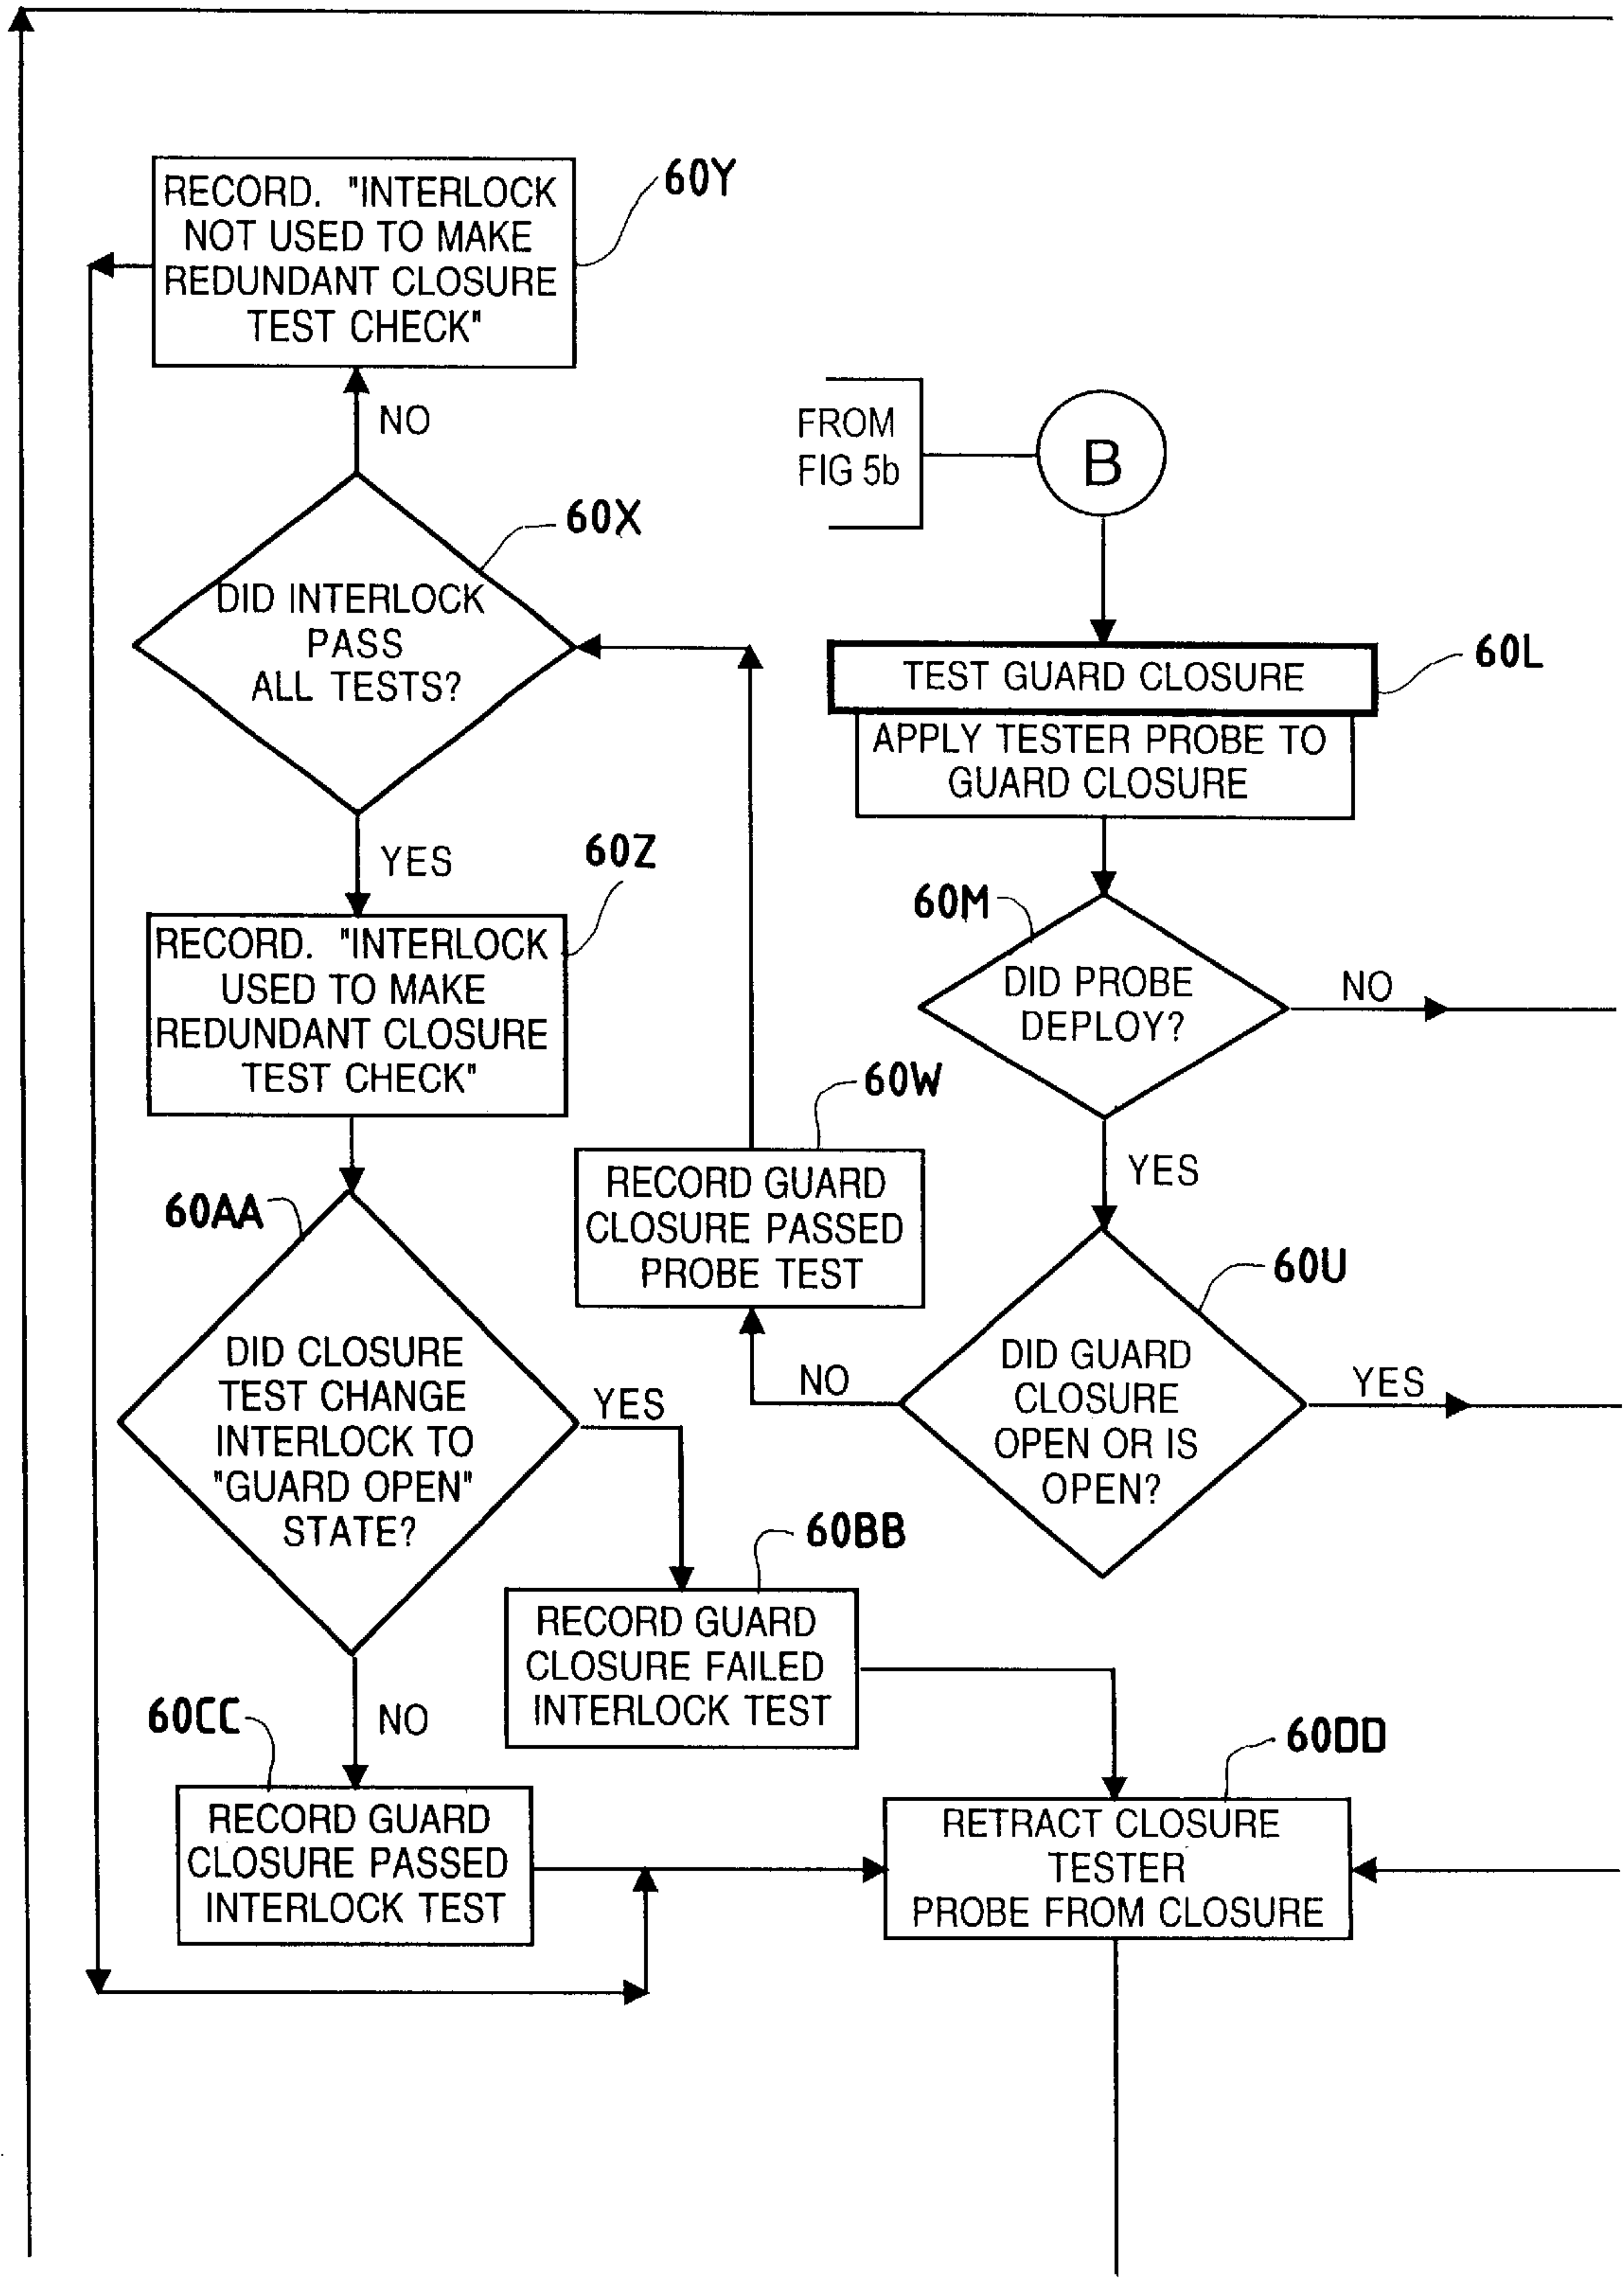 RECORD. "INTERLOCK
NOT USED TO MAKE
REDUNDANT CLOSURE
TEST CHECK"
60Y
NO
FROM
FIG 5b
B
60X
DID INTERLOCK
PASS
ALL TESTS?
60L
TEST GUARD CLOSURE
APPLY TESTER PROBE TO
GUARD CLOSURE
YES
60Z
RECORD. "INTERLOCK
USED TO MAKE
REDUNDANT CLOSURE
TEST CHECK"
60M
DID PROBE
DEPLOY?
NO
60W
RECORD GUARD
CLOSURE PASSED
PROBE TEST
YES
60AA
DID CLOSURE
TEST CHANGE
INTERLOCK TO
"GUARD OPEN"
STATE?
YES
NO
60U
DID GUARD
CLOSURE
OPEN OR IS
OPEN?
YES
60BB
RECORD GUARD
CLOSURE FAILED
INTERLOCK TEST
60CC
NO
RECORD GUARD
CLOSURE PASSED
INTERLOCK TEST
60DD
RETRACT CLOSURE
TESTER
PROBE FROM CLOSURE